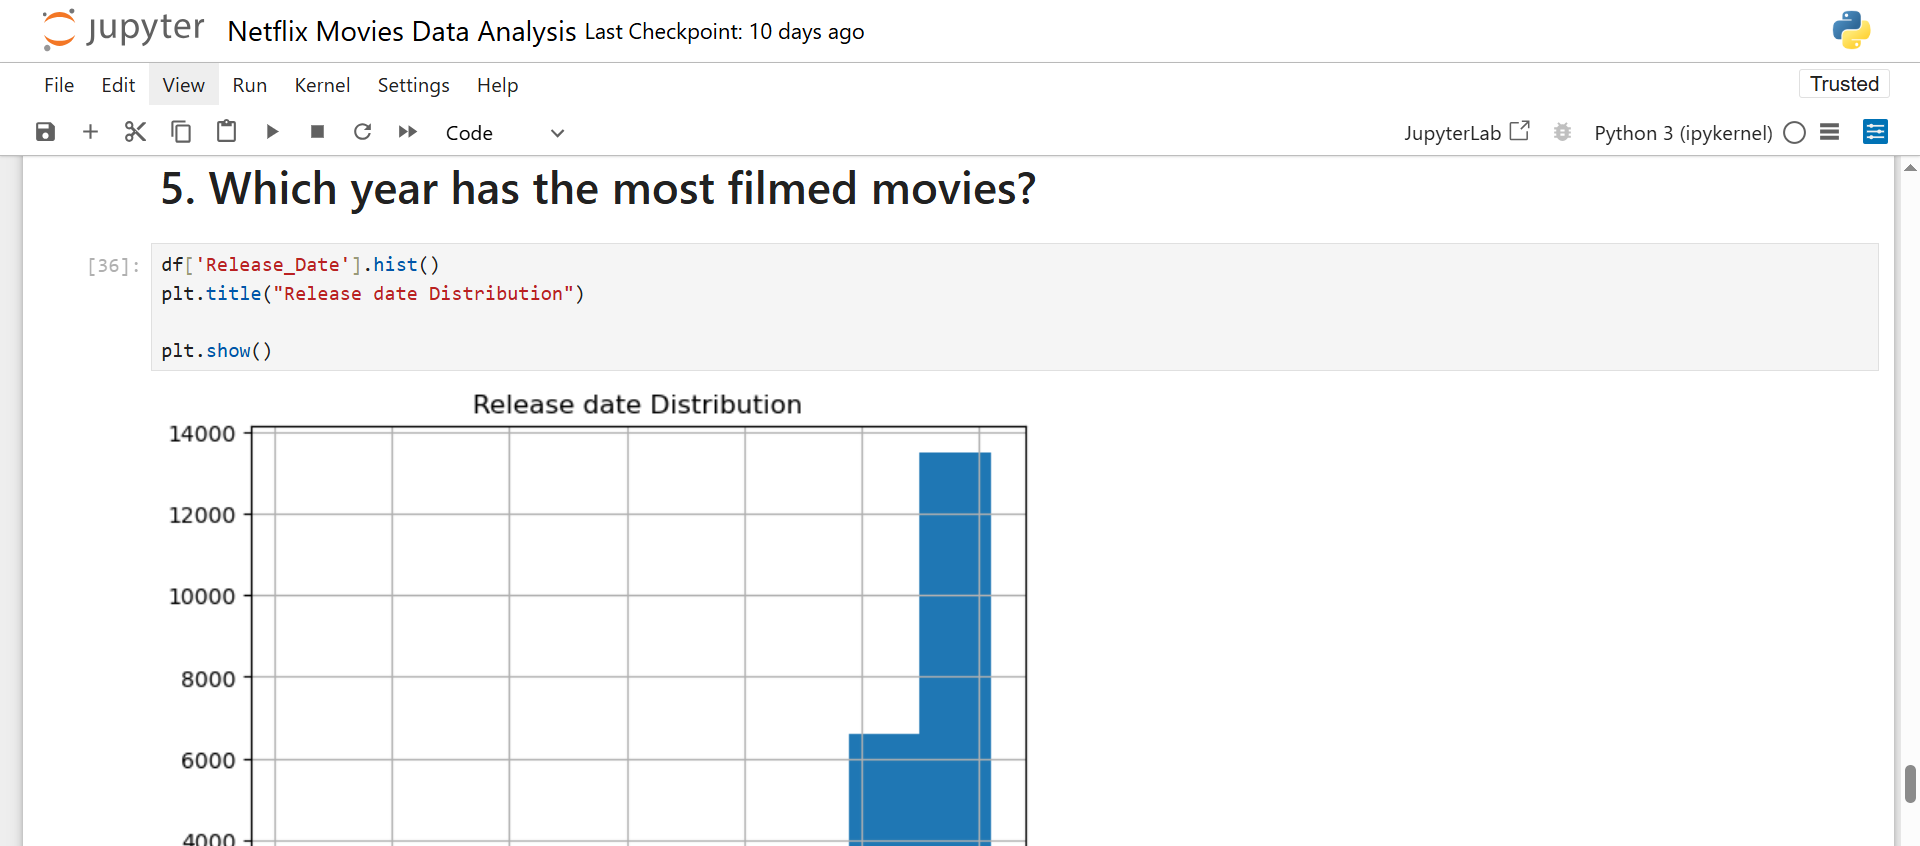 jupyter Netflix Movies Data Analysis Last Checkpoint: 10 days ago
File Edit View Run Kernel Settings Help Trusted
Code JupyterLab Python 3 (ipykernel)
5. Which year has the most filmed movies?
[36]: df['Release_Date'].hist()
plt.title("Release date Distribution")
plt.show()
Release date Distribution
14000
12000
10000
8000
6000
4000